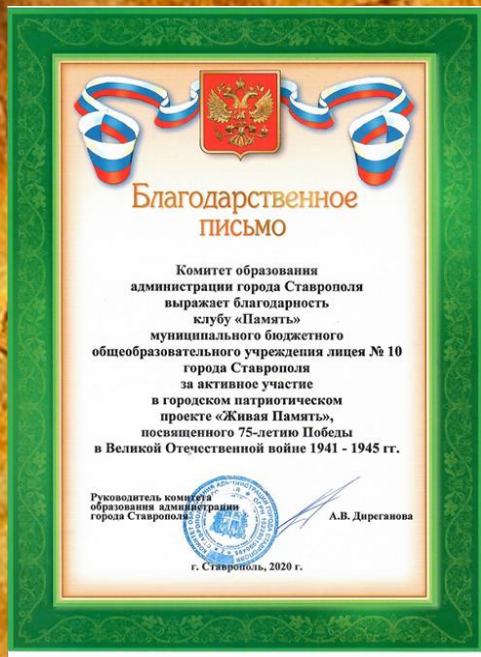 Благодарственное
письмо
Комитет образования
администрации города Ставрополя
выражает благодарность
клубу «Память»
муниципального бюджетного
общеобразовательного учреждения лицея № 10
города Ставрополя
за активное участие
в городском патриотическом
проекте «Живая Память»,
посвященного 75-летию Победы
в Великой Отечественной войне 1941 - 1945 гг.
Руководитель комитета
образования администрации
города Ставрополя
А.В. Диреганова
г. Ставрополь, 2020 г.